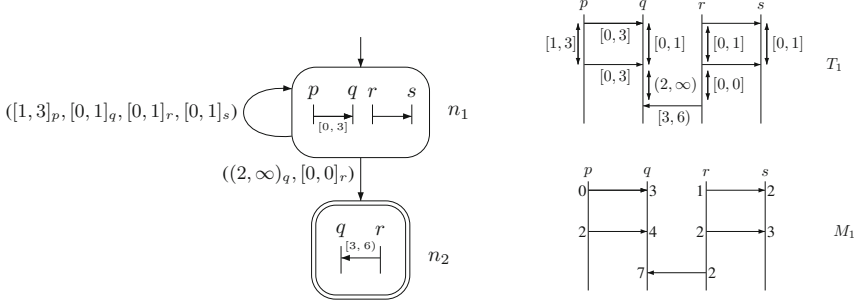 ([1, 3]p, [0, 1]q, [0, 1]r, [0, 1]s)
p q r s
[0, 3]
n1
((2, ∞)q, [0, 0]r)
q r
[3, 6)
n2
p q r s
[1, 3] [0, 3] [0, 1] [0, 1] [0, 1]
T1
[0, 3] (2, ∞) [0, 0]
[3, 6)
p q r s
0 3 1 2
2 4 2 3
M1
7 2